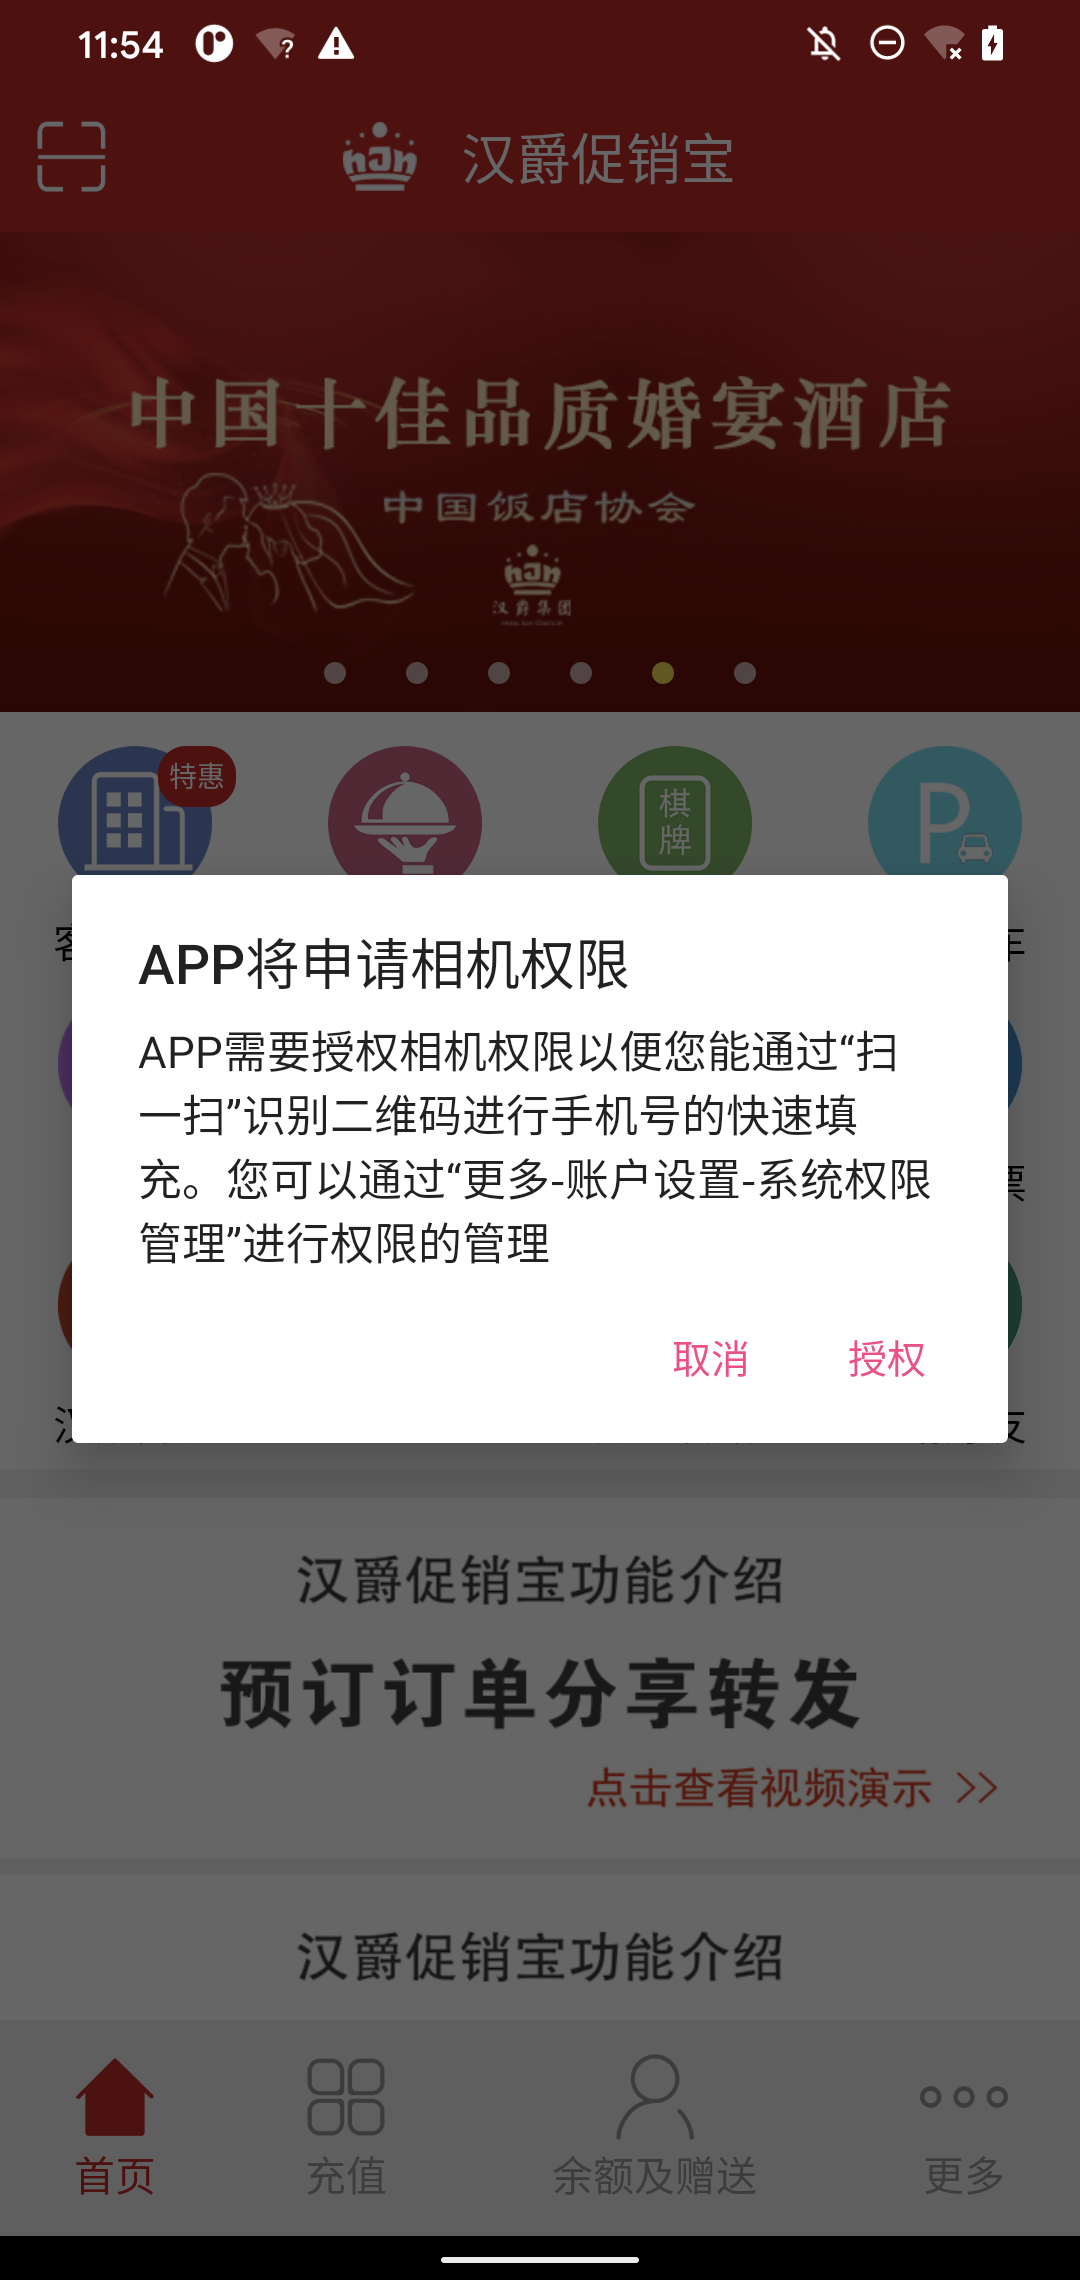 11:54
汉爵促销宝
中国十佳品质婚宴酒店
中国饭店协会
han
汉爵集团
特惠
棋牌
P
APP将申请相机权限
APP需要授权相机权限以便您能通过“扫
一扫”识别二维码进行手机号的快速填
充。您可以通过“更多-账户设置-系统权限
管理”进行权限的管理
取消
授权
汉爵促销宝功能介绍
预订订单分享转发
点击查看视频演示 >>
汉爵促销宝功能介绍
首页
充值
余额及赠送
更多